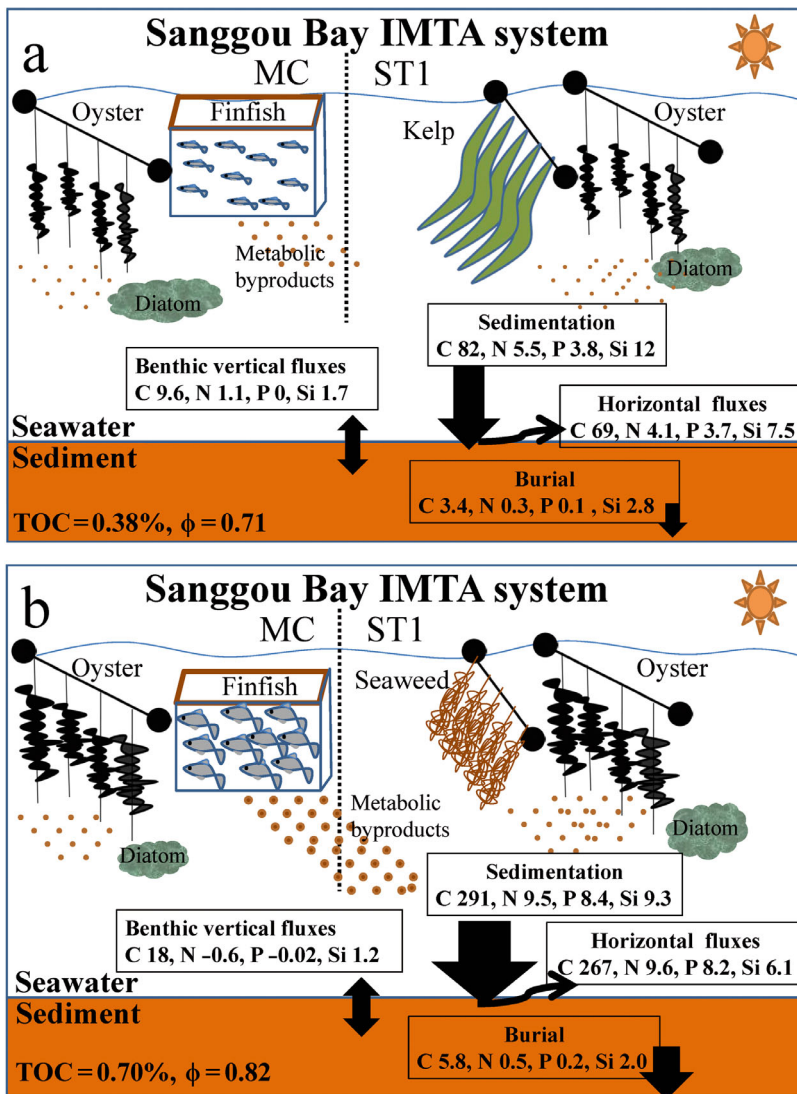 a
Sanggou Bay IMTA system
MC
ST1
Oyster
Finfish
Kelp
Oyster
Metabolic
byproducts
Diatom
Diatom
Sedimentation
C 82, N 5.5, P 3.8, Si 12
Benthic vertical fluxes
C 9.6, N 1.1, P 0, Si 1.7
Horizontal fluxes
C 69, N 4.1, P 3.7, Si 7.5
Seawater
Sediment
Burial
C 3.4, N 0.3, P 0.1 , Si 2.8
TOC = 0.38%, ϕ = 0.71
b
Sanggou Bay IMTA system
MC
ST1
Oyster
Finfish
Seaweed
Oyster
Metabolic
byproducts
Diatom
Diatom
Sedimentation
C 291, N 9.5, P 8.4, Si 9.3
Benthic vertical fluxes
C 18, N –0.6, P –0.02, Si 1.2
Horizontal fluxes
C 267, N 9.6, P 8.2, Si 6.1
Seawater
Sediment
Burial
C 5.8, N 0.5, P 0.2, Si 2.0
TOC = 0.70%, ϕ = 0.82